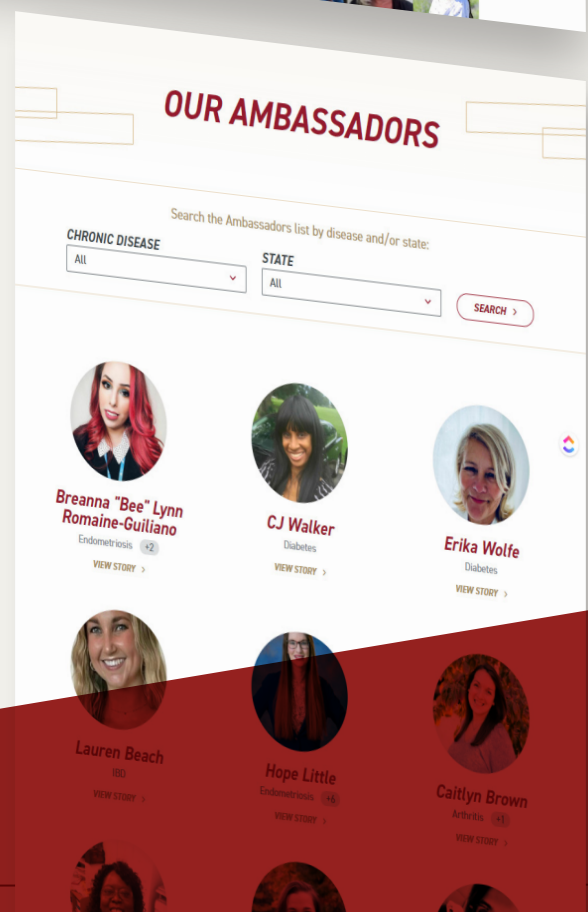 OUR AMBASSADORS
Search the Ambassadors list by disease and/or state:
CHRONIC DISEASE
All
STATE
All
SEARCH >
Breanna "Bee" Lynn
Romaine-Guiliano
Endometriosis +2
VIEW STORY >
CJ Walker
Diabetes
VIEW STORY >
Erika Wolfe
Diabetes
VIEW STORY >
Lauren Beach
IBD
VIEW STORY >
Hope Little
Endometriosis +6
VIEW STORY >
Caitlyn Brown
Arthritis +1
VIEW STORY >